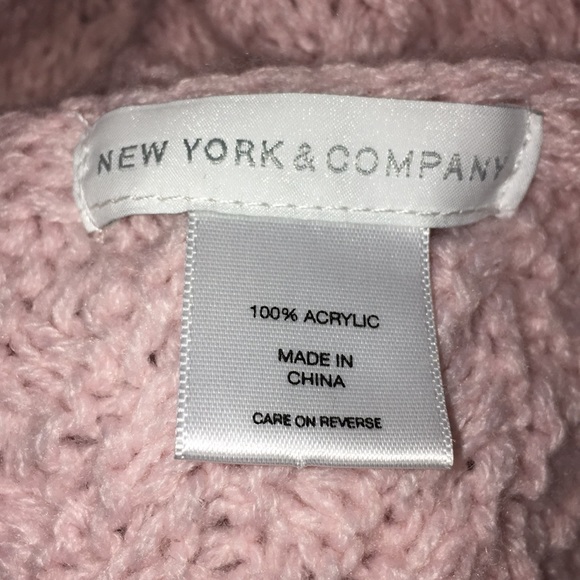 NEW YORK & COMPANY
100% ACRYLIC
MADE IN
CHINA
CARE ON REVERSE